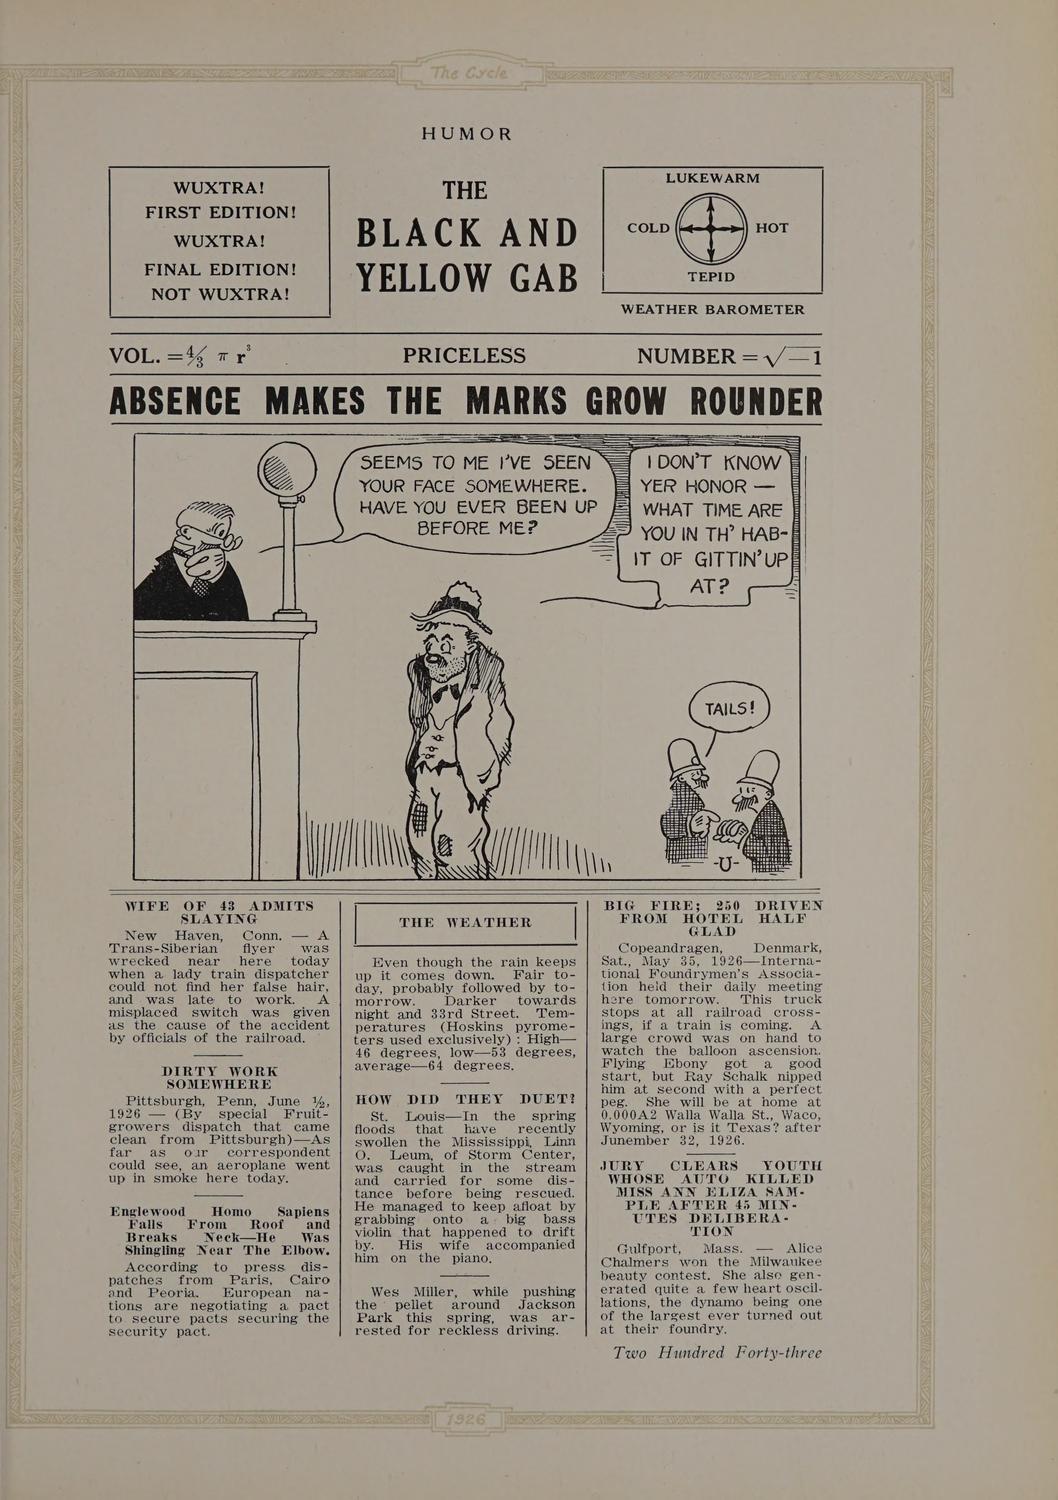 The Cycle
HUMOR
WUXTRA!
FIRST EDITION!
WUXTRA!
FINAL EDITION!
NOT WUXTRA!
THE
BLACK AND
YELLOW GAB
LUKEWARM
COLD
HOT
TEPID
WEATHER BAROMETER
VOL. = 4/3 π r³
PRICELESS
NUMBER = √—1
ABSENCE MAKES THE MARKS GROW ROUNDER
SEEMS TO ME I'VE SEEN
YOUR FACE SOMEWHERE.
HAVE YOU EVER BEEN UP
BEFORE ME?
I DON'T KNOW
YER HONOR —
WHAT TIME ARE
YOU IN TH' HAB-
IT OF GITTIN' UP
AT?
TAILS!
-U-
WIFE OF 43 ADMITS
SLAYING
New Haven, Conn. — A
Trans-Siberian flyer was
wrecked near here today
when a lady train dispatcher
could not find her false hair,
and was late to work. A
misplaced switch was given
as the cause of the accident
by officials of the railroad.
DIRTY WORK
SOMEWHERE
Pittsburgh, Penn, June ½,
1926 — (By special Fruit-
growers dispatch that came
clean from Pittsburgh)—As
far as our correspondent
could see, an aeroplane went
up in smoke here today.
Englewood Homo Sapiens
Falls From Roof and
Breaks Neck—He Was
Shingling Near The Elbow.
According to press dis-
patches from Paris, Cairo
and Peoria. European na-
tions are negotiating a pact
to secure pacts securing the
security pact.
THE WEATHER
Even though the rain keeps
up it comes down. Fair to-
day, probably followed by to-
morrow. Darker towards
night and 33rd Street. Tem-
peratures (Hoskins pyrome-
ters used exclusively) : High—
46 degrees, low—53 degrees,
average—64 degrees.
HOW DID THEY DUET?
St. Louis—In the spring
floods that have recently
swollen the Mississippi, Linn
O. Leum, of Storm Center,
was caught in the stream
and carried for some dis-
tance before being rescued.
He managed to keep afloat by
grabbing onto a big bass
violin that happened to drift
by. His wife accompanied
him on the piano.
Wes Miller, while pushing
the pellet around Jackson
Park this spring, was ar-
rested for reckless driving.
BIG FIRE; 250 DRIVEN
FROM HOTEL HALF
GLAD
Copeandragen, Denmark,
Sat., May 35, 1926—Interna-
tional Foundrymen's Associa-
tion held their daily meeting
here tomorrow. This truck
stops at all railroad cross-
ings, if a train is coming. A
large crowd was on hand to
watch the balloon ascension.
Flying Ebony got a good
start, but Ray Schalk nipped
him at second with a perfect
peg. She will be at home at
0.000A2 Walla Walla St., Waco,
Wyoming, or is it Texas? after
Junember 32, 1926.
JURY CLEARS YOUTH
WHOSE AUTO KILLED
MISS ANN ELIZA SAM-
PLE AFTER 45 MIN-
UTES DELIBERA-
TION
Gulfport, Mass. — Alice
Chalmers won the Milwaukee
beauty contest. She also gen-
erated quite a few heart oscil-
lations, the dynamo being one
of the largest ever turned out
at their foundry.
Two Hundred Forty-three
1926